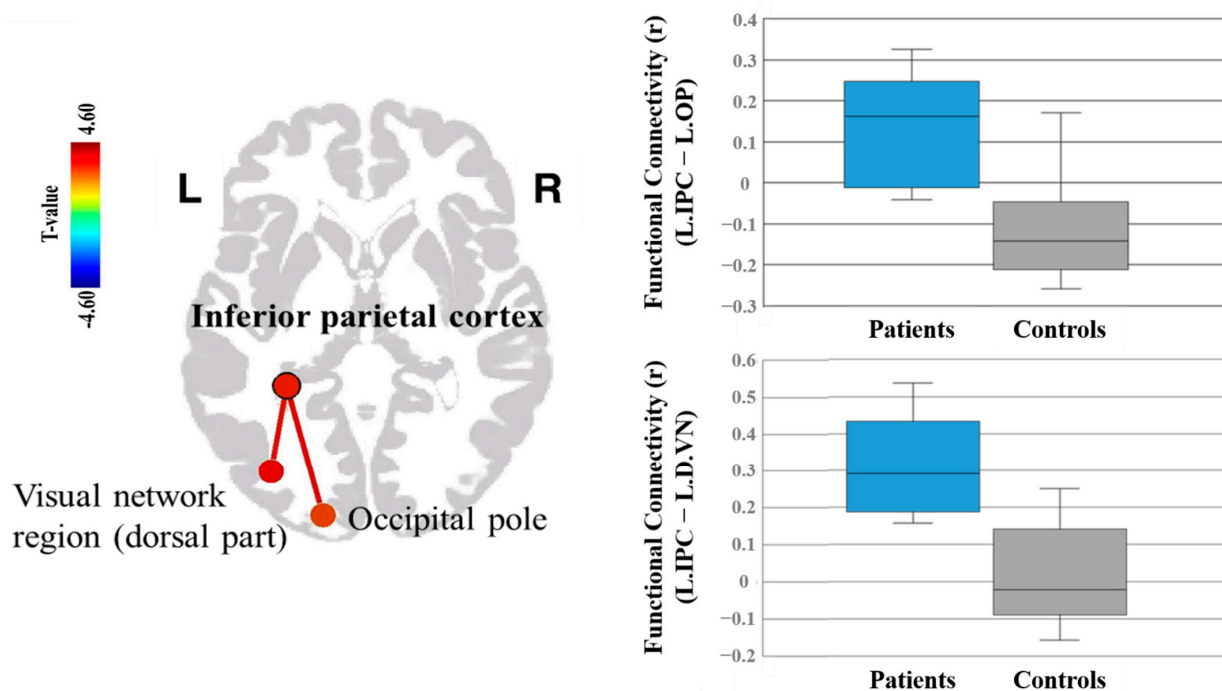 4.60
T-value
-4.60
L
R
Inferior parietal cortex
Visual network
region (dorsal part)
Occipital pole
Functional Connectivity (r)
(L.IPC – L.OP)
0.4
0.3
0.2
0.1
0
−0.1
−0.2
−0.3
Patients
Controls
Functional Connectivity (r)
(L.IPC – L.D.VN)
0.6
0.5
0.4
0.3
0.2
0.1
0
−0.1
−0.2
Patients
Controls